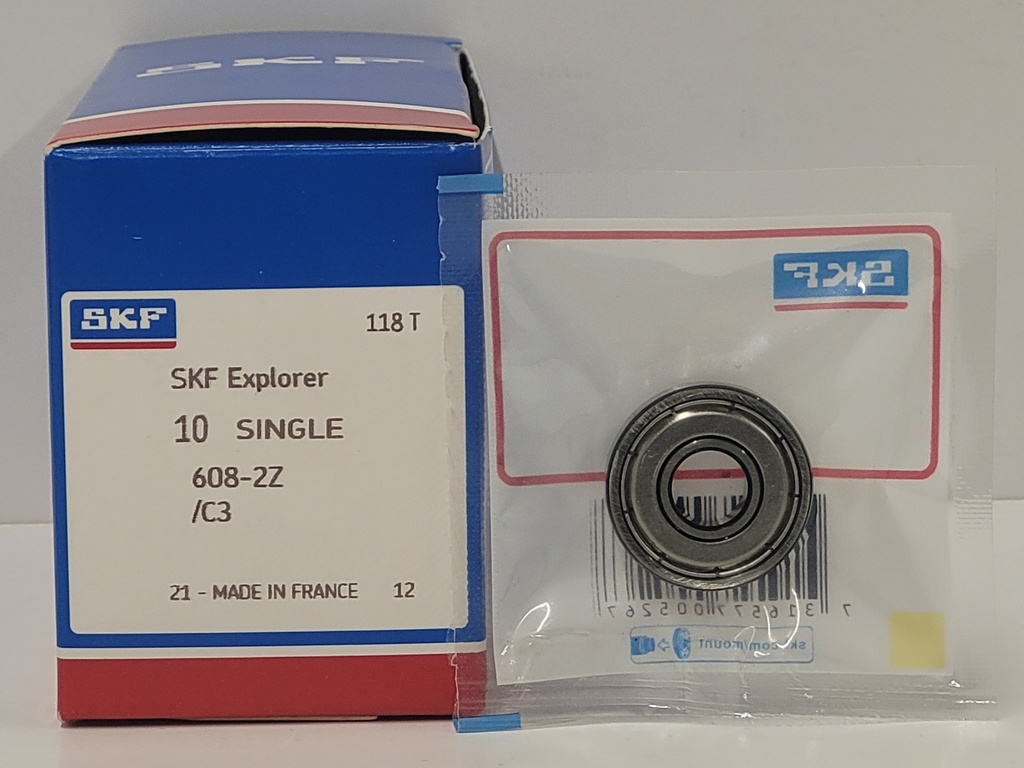 SKF
SKF
118 T
SKF Explorer
10 SINGLE
608-2Z
/C3
21 - MADE IN FRANCE 12
SKF
7 316577 005267
skf.com/mount